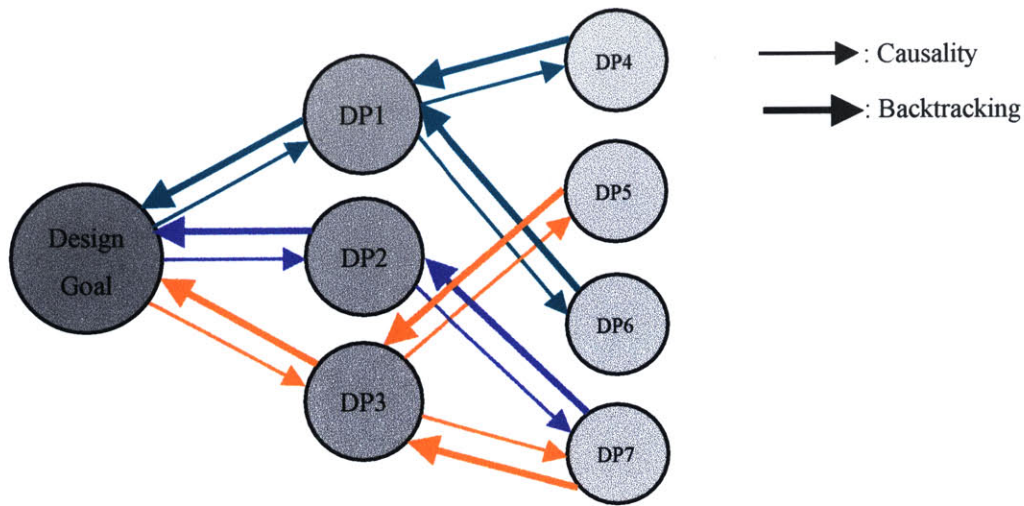 DP4
: Causality
DP1
: Backtracking
DP5
Design
Goal
DP2
DP6
DP3
DP7